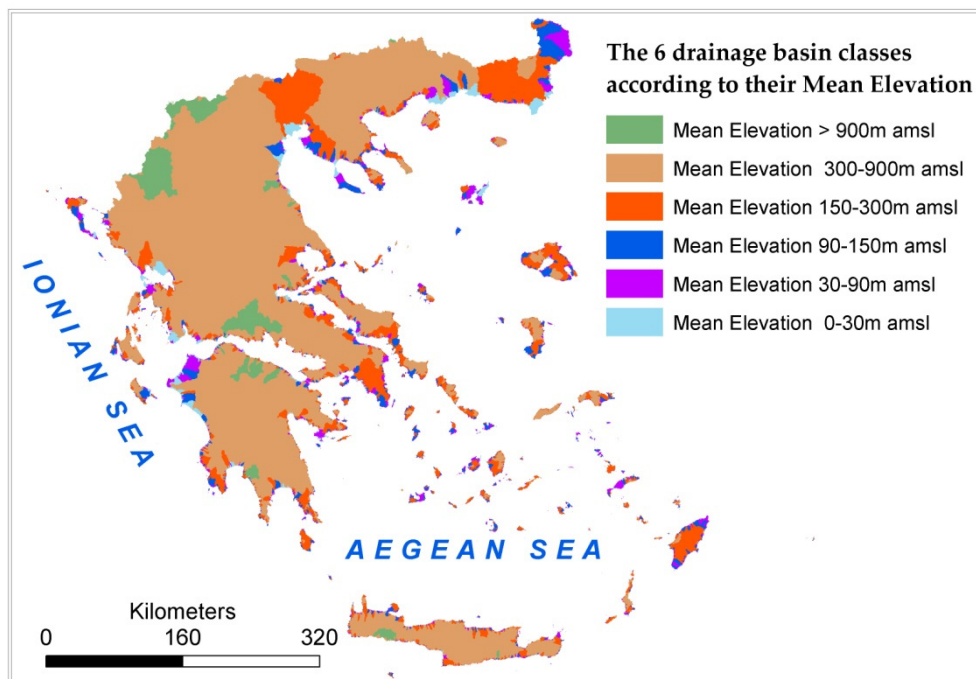 The 6 drainage basin classes
according to their Mean Elevation
Mean Elevation > 900m amsl
Mean Elevation 300-900m amsl
Mean Elevation 150-300m amsl
Mean Elevation 90-150m amsl
Mean Elevation 30-90m amsl
Mean Elevation 0-30m amsl
IONIAN SEA
AEGEAN SEA
Kilometers
0 160 320